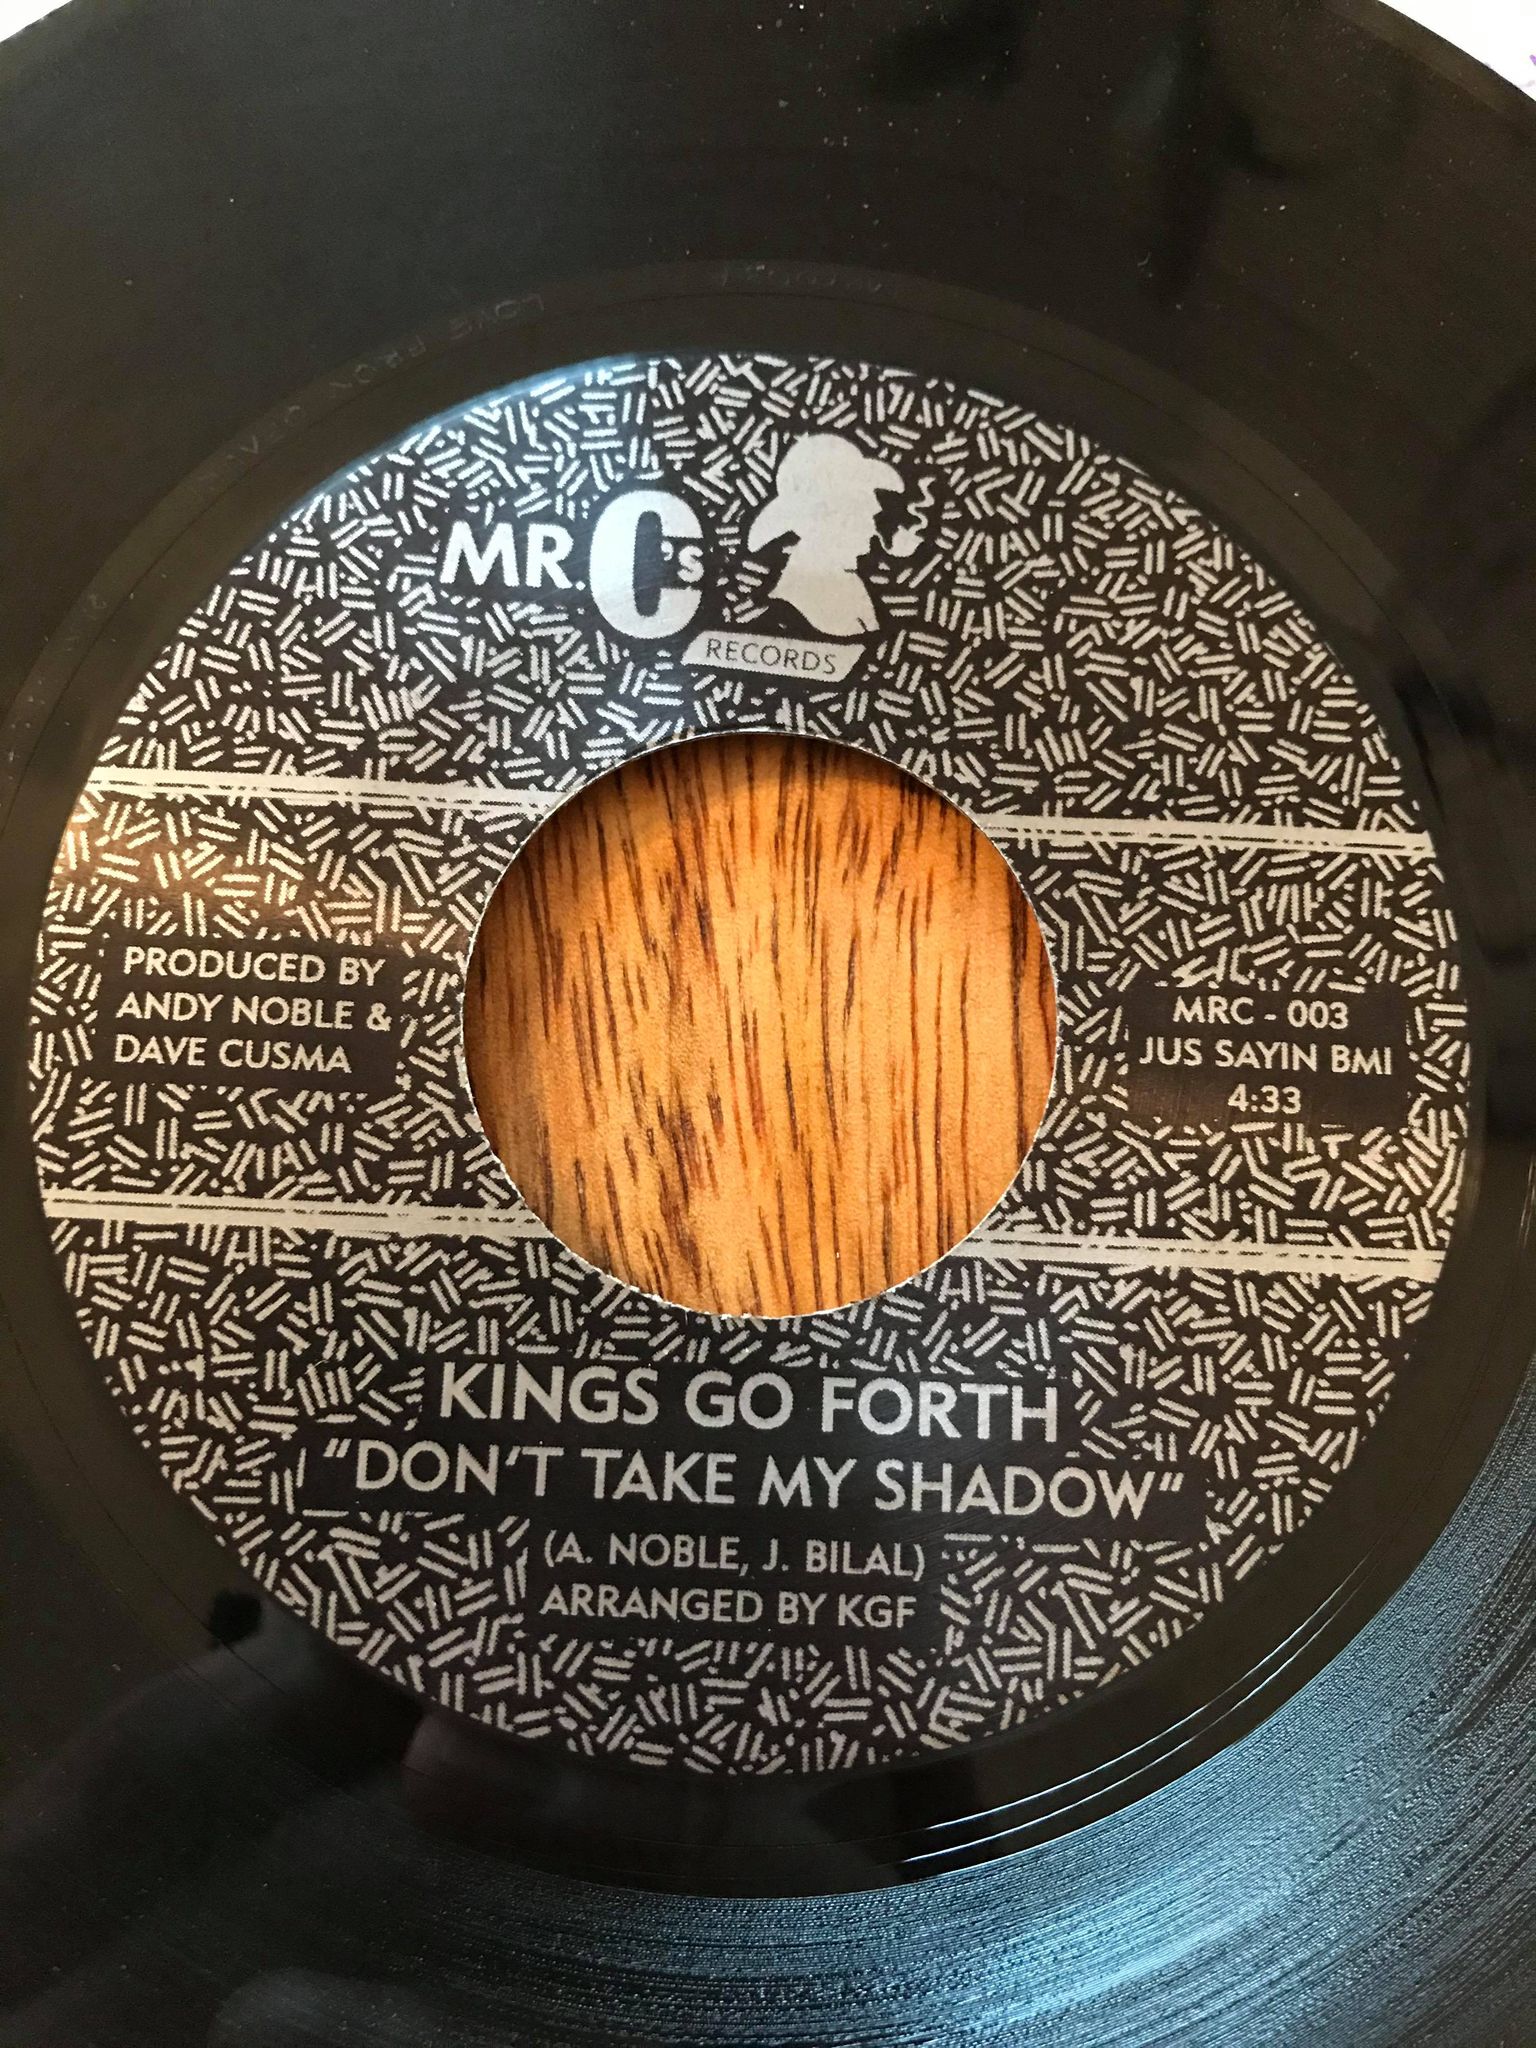 MR. C's
RECORDS
PRODUCED BY
ANDY NOBLE &
DAVE CUSMA
MRC - 003
JUS SAYIN BMI
4:33
KINGS GO FORTH
"DON'T TAKE MY SHADOW"
(A. NOBLE, J. BILAL)
ARRANGED BY KGF